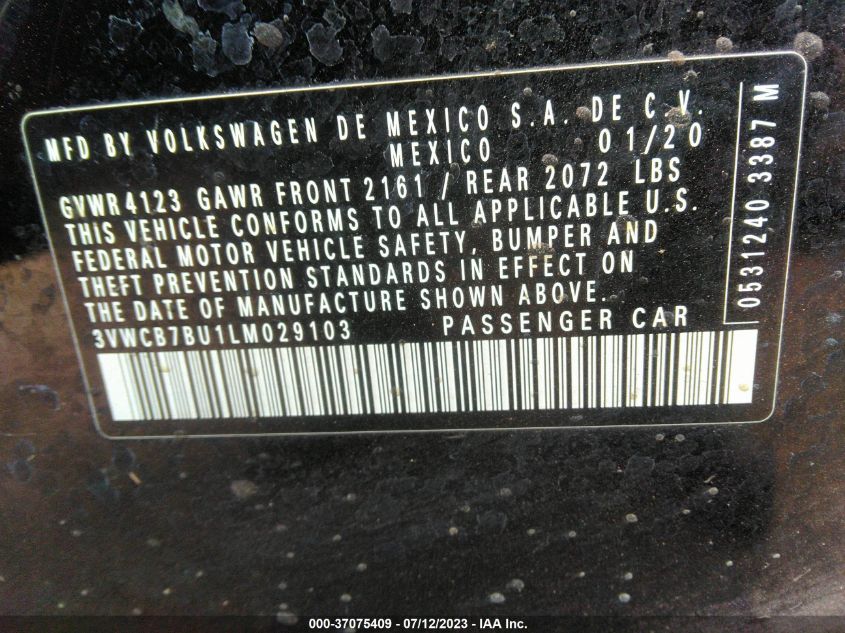 MFD BY VOLKSWAGEN DE MEXICO S.A. DE C.V.
MEXICO 01/20
GVWR 4123 GAWR FRONT 2161 / REAR 2072 LBS
THIS VEHICLE CONFORMS TO ALL APPLICABLE U.S.
FEDERAL MOTOR VEHICLE SAFETY, BUMPER AND
THEFT PREVENTION STANDARDS IN EFFECT ON
THE DATE OF MANUFACTURE SHOWN ABOVE.
3VWCB7BU1LM029103 PASSENGER CAR
0531240 3387 M
000-37075409 - 07/12/2023 - IAA Inc.